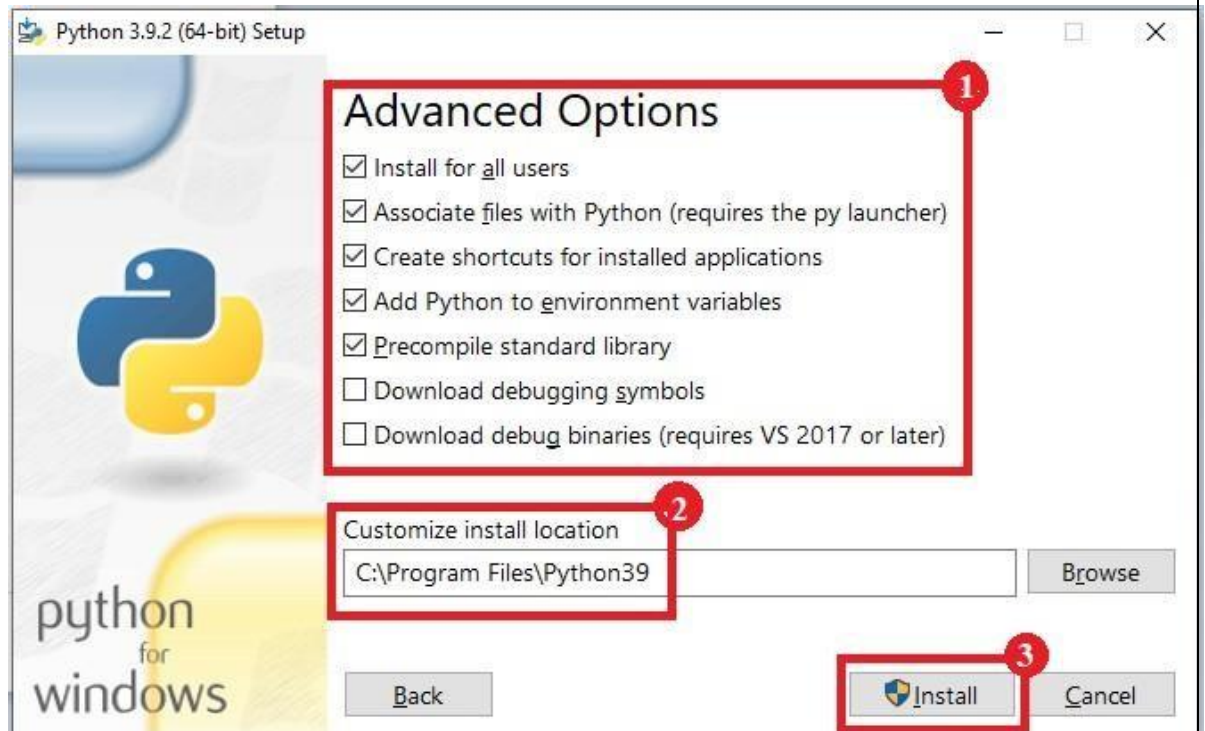 Python 3.9.2 (64-bit) Setup
1
Advanced Options
Install for all users
Associate files with Python (requires the py launcher)
Create shortcuts for installed applications
Add Python to environment variables
Precompile standard library
Download debugging symbols
Download debug binaries (requires VS 2017 or later)
2
Customize install location
C:\Program Files\Python39
Browse
python
for
windows
3
Back
Install
Cancel